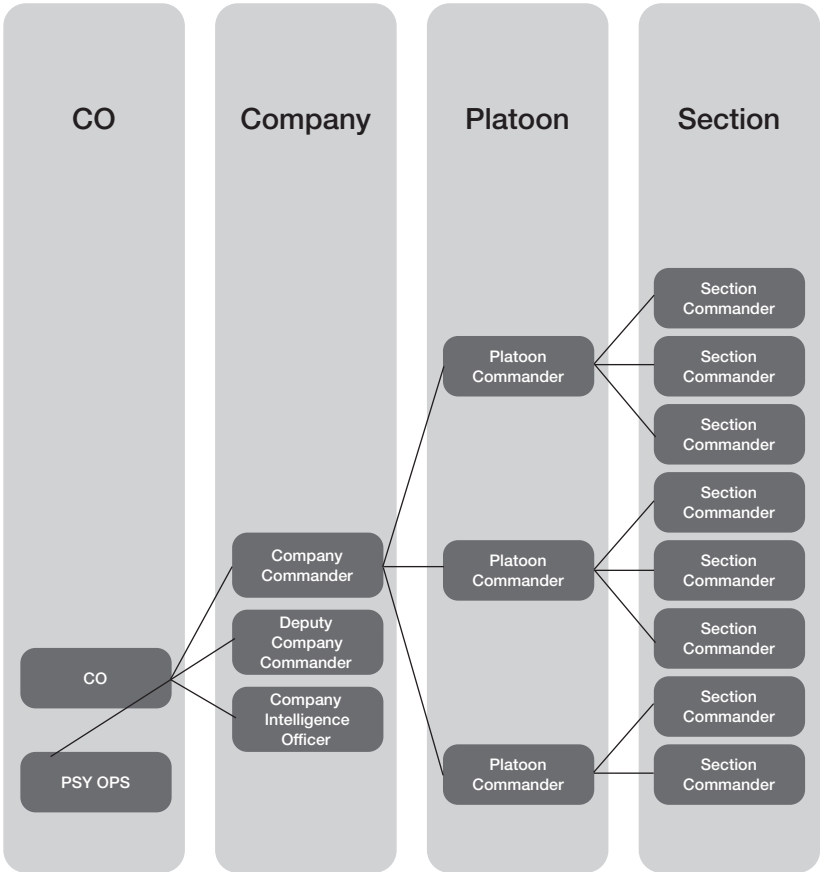 CO
Company
Platoon
Section
CO
PSY OPS
Company
Commander
Deputy
Company
Commander
Company
Intelligence
Officer
Platoon
Commander
Platoon
Commander
Platoon
Commander
Section
Commander
Section
Commander
Section
Commander
Section
Commander
Section
Commander
Section
Commander
Section
Commander
Section
Commander